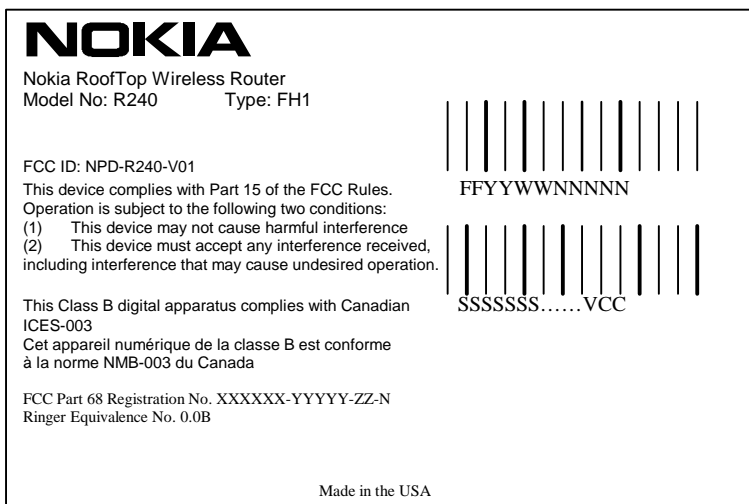 NOKIA
Nokia RoofTop Wireless Router
Model No: R240 Type: FH1
FCC ID: NPD-R240-V01
This device complies with Part 15 of the FCC Rules.
Operation is subject to the following two conditions:
(1) This device may not cause harmful interference
(2) This device must accept any interference received,
including interference that may cause undesired operation.
This Class B digital apparatus complies with Canadian
ICES-003
Cet appareil numérique de la classe B est conforme
à la norme NMB-003 du Canada
FCC Part 68 Registration No. XXXXXX-YYYYY-ZZ-N
Ringer Equivalence No. 0.0B
FFYYWWNNNNN
SSSSSSS……VCC
Made in the USA